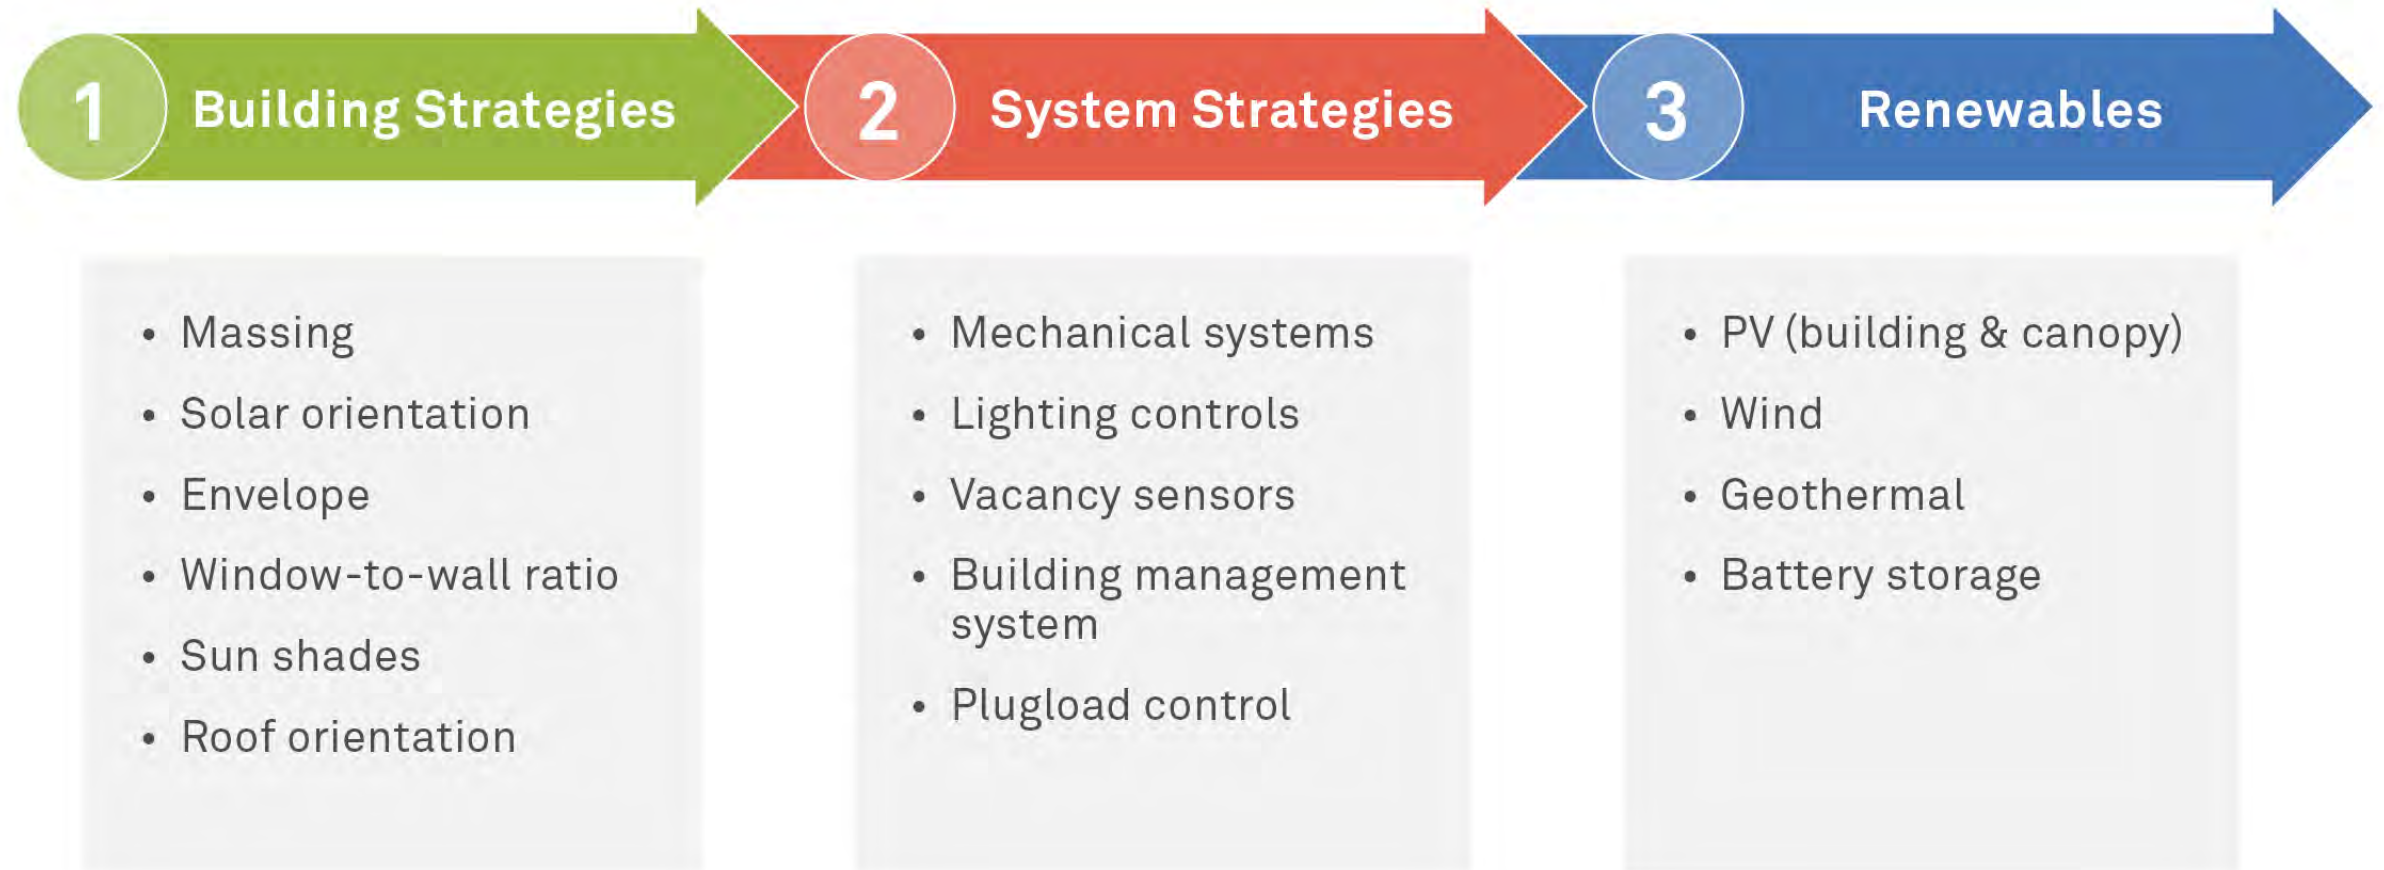 1 Building Strategies
2 System Strategies
3 Renewables
• Massing
• Solar orientation
• Envelope
• Window-to-wall ratio
• Sun shades
• Roof orientation
• Mechanical systems
• Lighting controls
• Vacancy sensors
• Building management
system
• Plugload control
• PV (building & canopy)
• Wind
• Geothermal
• Battery storage